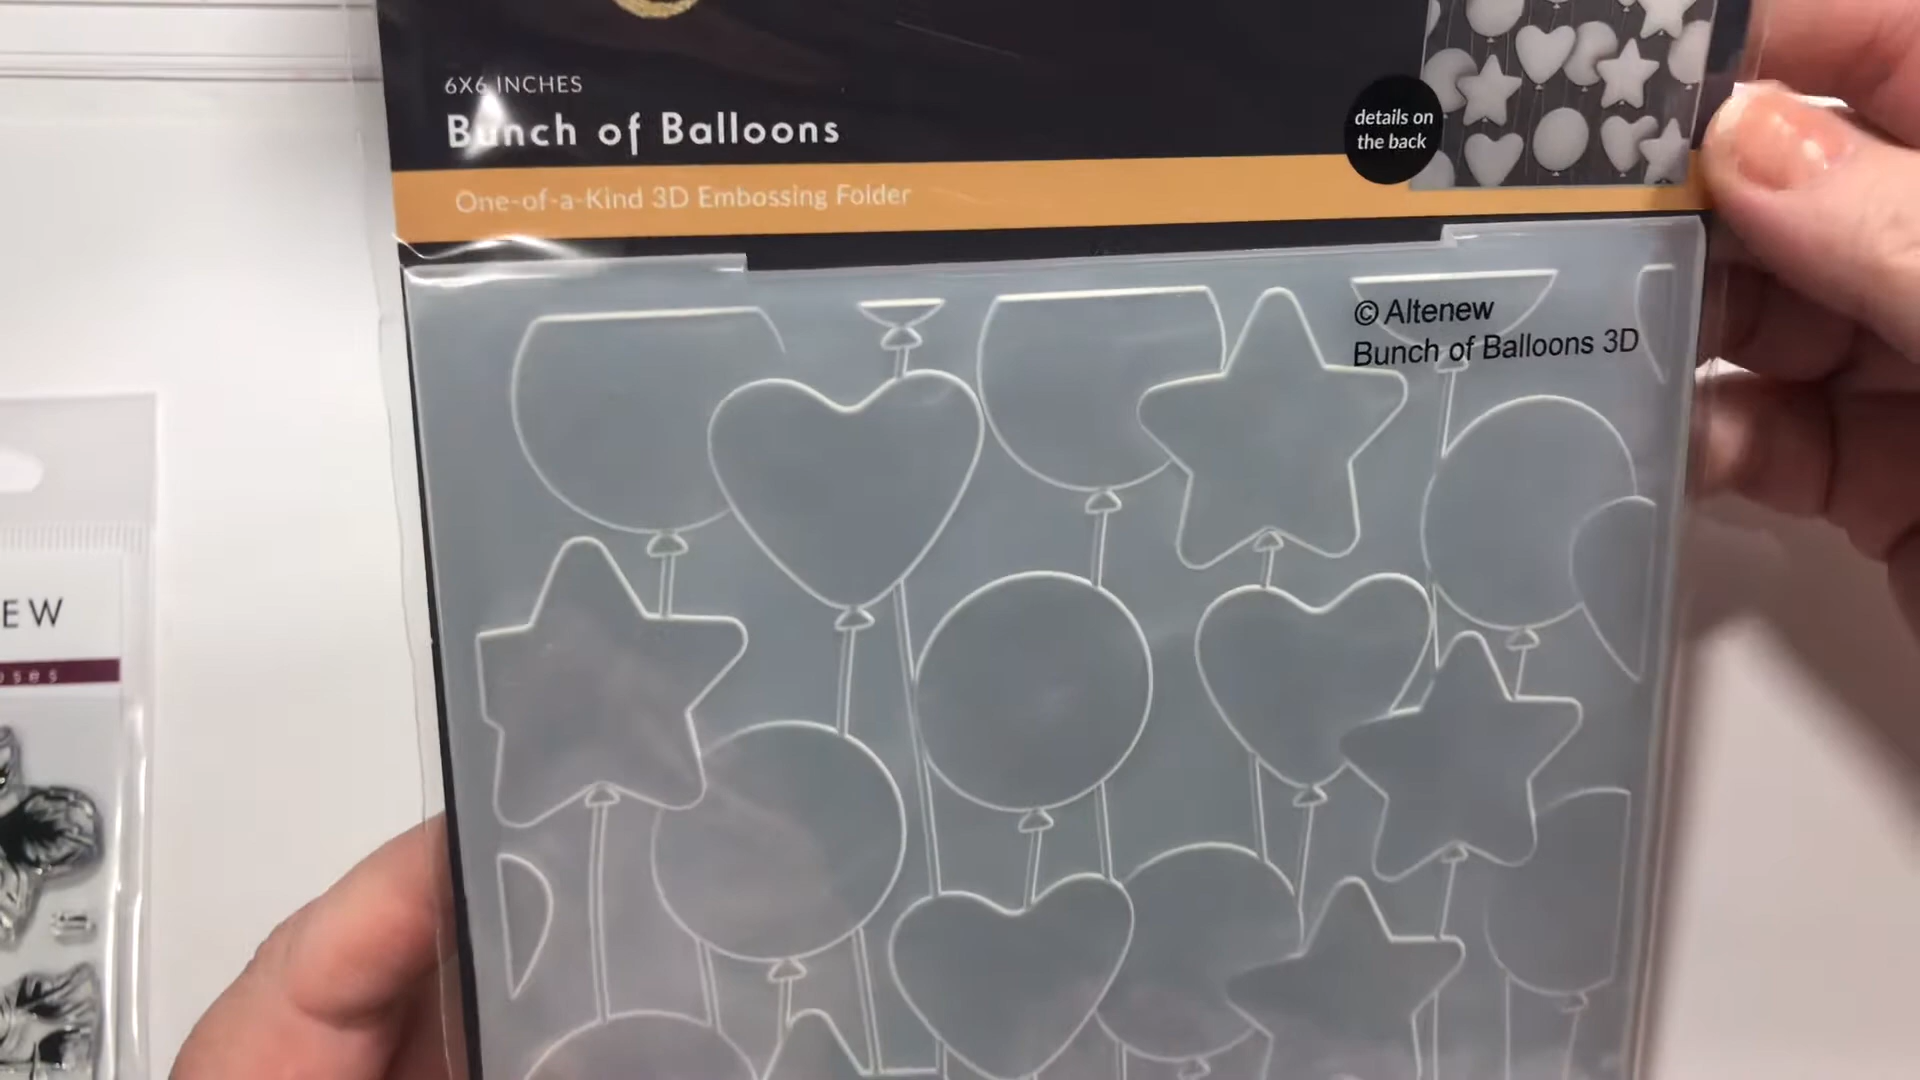 6X6 INCHES
Bunch of Balloons
One-of-a-Kind 3D Embossing Folder
details on
the back
© Altenew
Bunch of Balloons 3D
EW